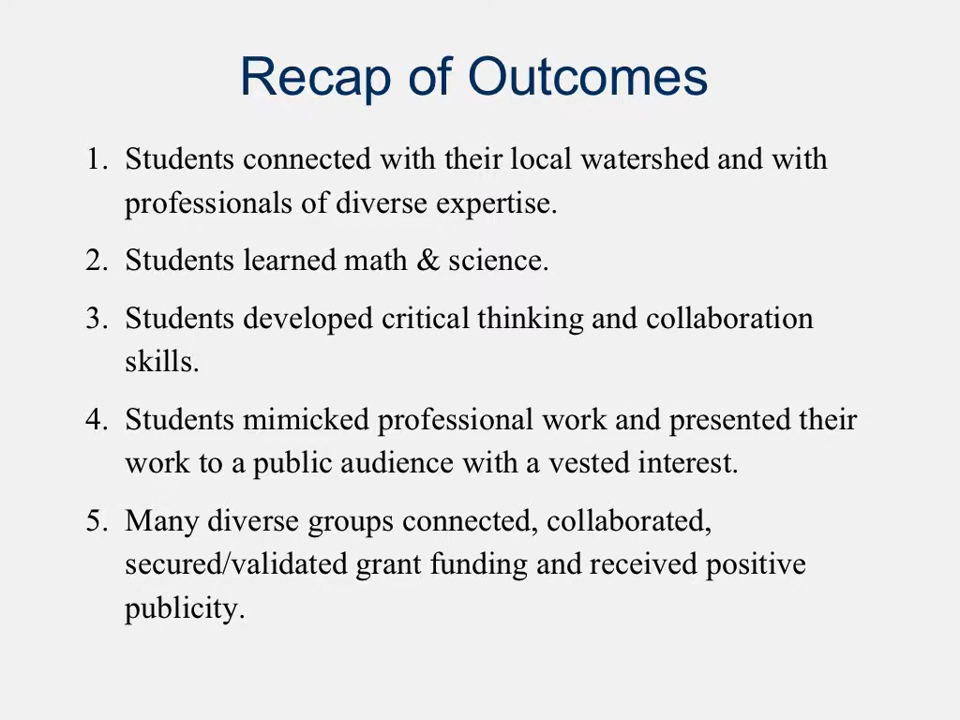 Recap of Outcomes
1. Students connected with their local watershed and with
professionals of diverse expertise.
2. Students learned math & science.
3. Students developed critical thinking and collaboration
skills.
4. Students mimicked professional work and presented their
work to a public audience with a vested interest.
5. Many diverse groups connected, collaborated,
secured/validated grant funding and received positive
publicity.